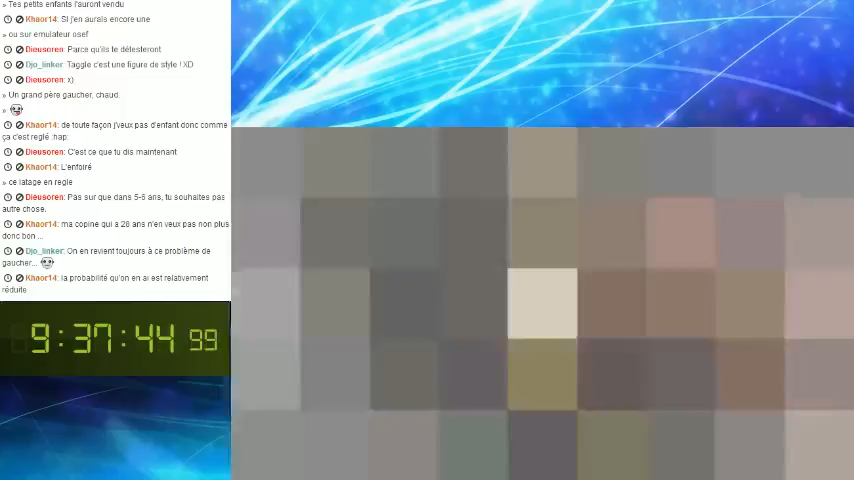 » Tes petits enfants l'auront vendu
Khaor14: Si j'en aurais encore une
» ou sur emulateur osef
Dieusoren: Parce qu'ils te détesteront
Djo_linker: Taggle c'est une figure de style ! XD
Dieusoren: x)
» Un grand père gaucher, chaud.
»
Khaor14: de toute façon j'veux pas d'enfant donc comme
ça c'est reglé :hap:
Dieusoren: C'est ce que tu dis maintenant
Khaor14: L'enfoiré
» ce latage en regle
Dieusoren: Pas sur que dans 5-6 ans, tu souhaites pas
autre chose.
Khaor14: ma copine qui a 28 ans n'en veux pas non plus
donc bon ...
Djo_linker: On en revient toujours à ce problème de
gaucher...
Khaor14: la probabilité qu'on en ai est relativement
réduite
9:37:44 99